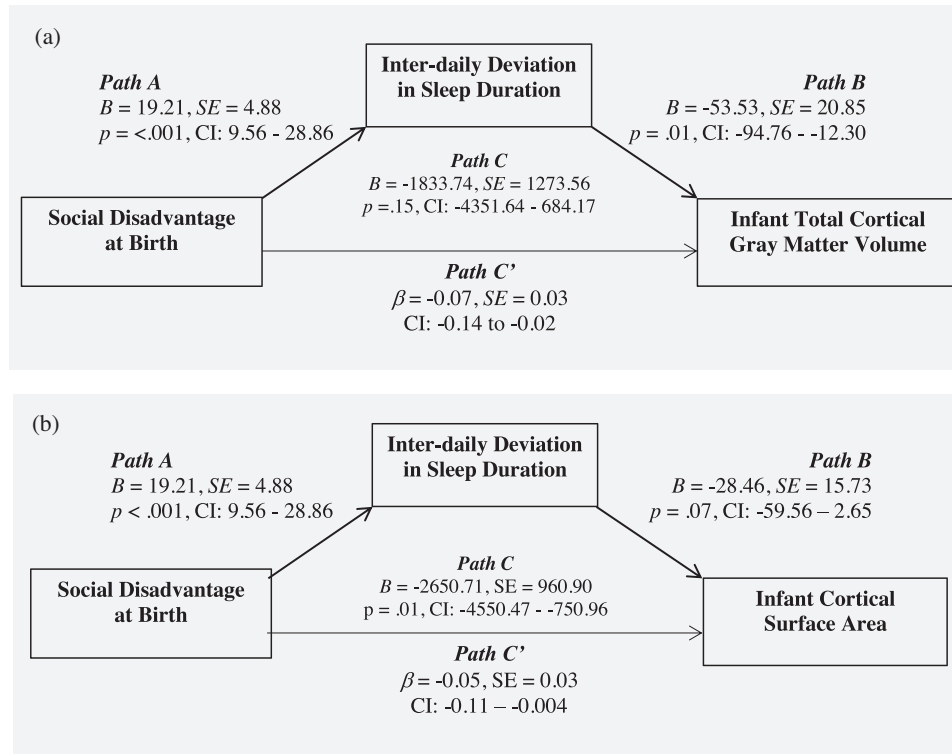 (a)
Path A
B = 19.21, SE = 4.88
p = <.001, CI: 9.56 - 28.86
Inter-daily Deviation
in Sleep Duration
Path B
B = -53.53, SE = 20.85
p = .01, CI: -94.76 - -12.30
Path C
B = -1833.74, SE = 1273.56
p =.15, CI: -4351.64 - 684.17
Social Disadvantage
at Birth
Infant Total Cortical
Gray Matter Volume
Path C’
β = -0.07, SE = 0.03
CI: -0.14 to -0.02
(b)
Path A
B = 19.21, SE = 4.88
p < .001, CI: 9.56 - 28.86
Inter-daily Deviation
in Sleep Duration
Path B
B = -28.46, SE = 15.73
p = .07, CI: -59.56 – 2.65
Path C
B = -2650.71, SE = 960.90
p = .01, CI: -4550.47 - -750.96
Social Disadvantage
at Birth
Infant Cortical
Surface Area
Path C’
β = -0.05, SE = 0.03
CI: -0.11 – -0.004